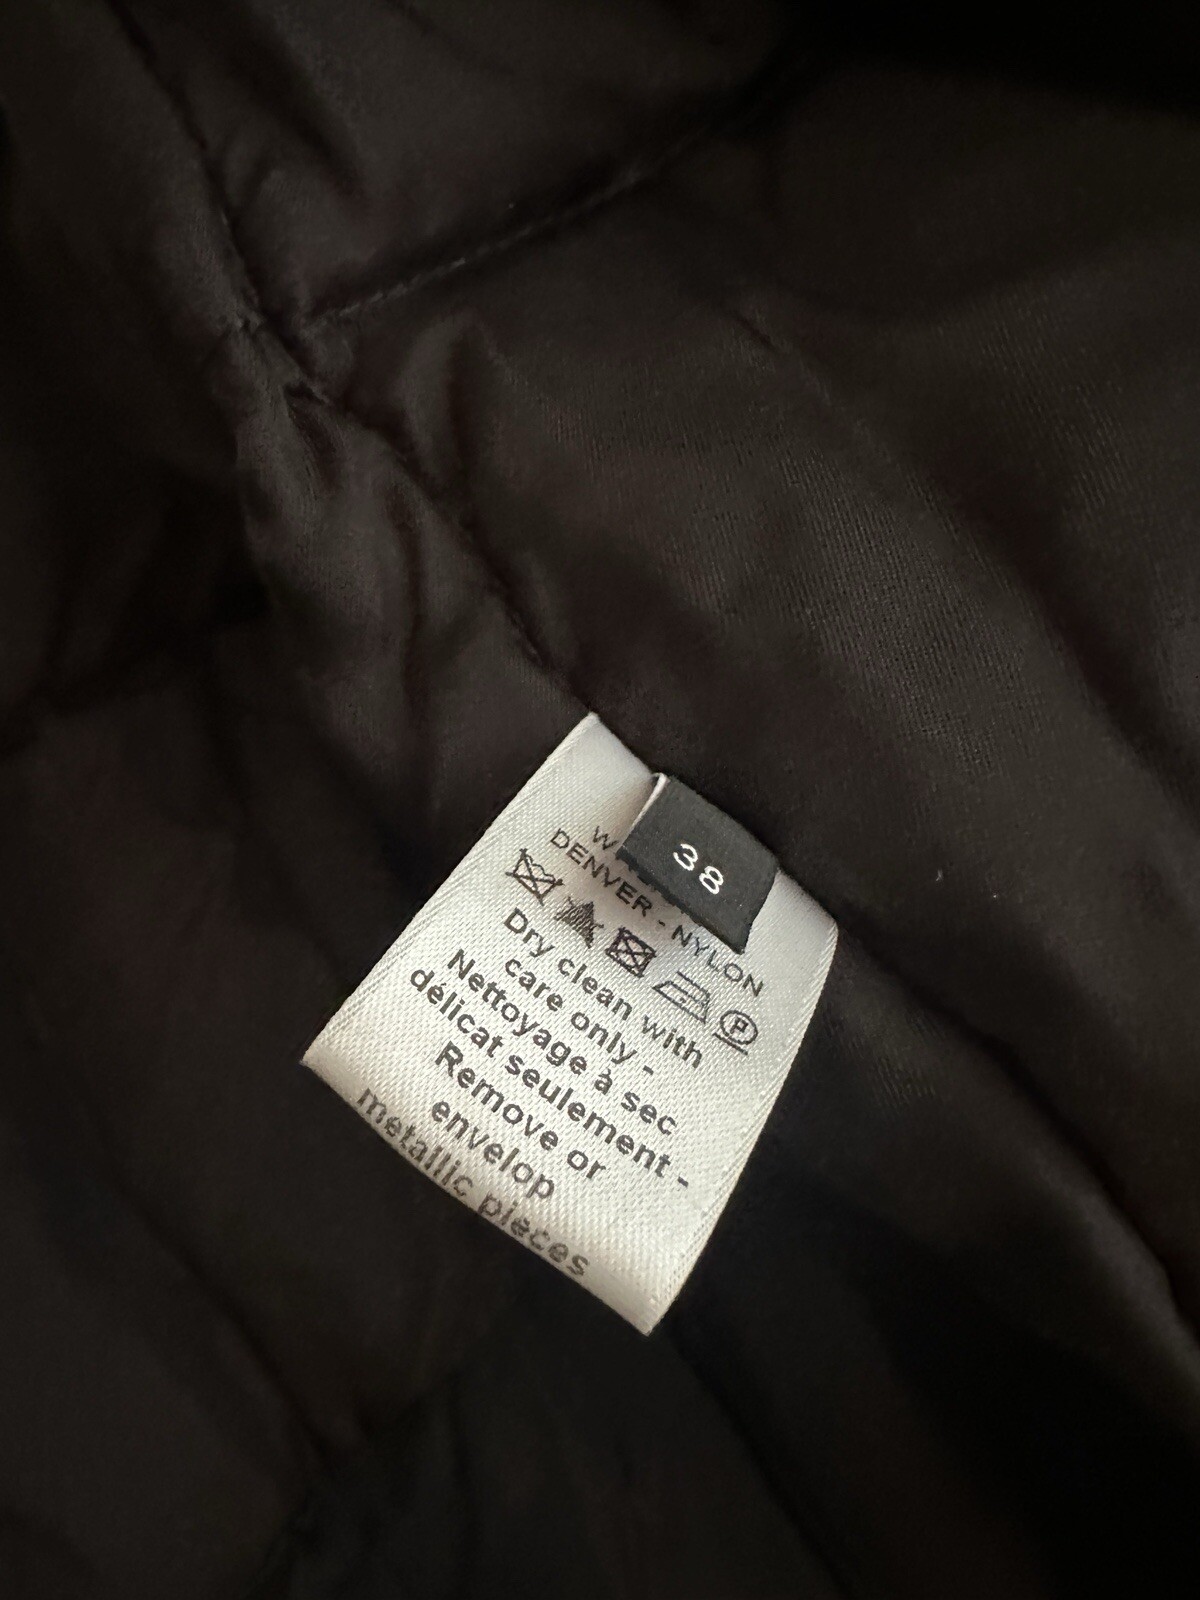 38
DENVER - NYLON
P
Dry clean with
care only -
Nettoyage à sec
délicat seulement -
Remove or
envelop
metallic pieces